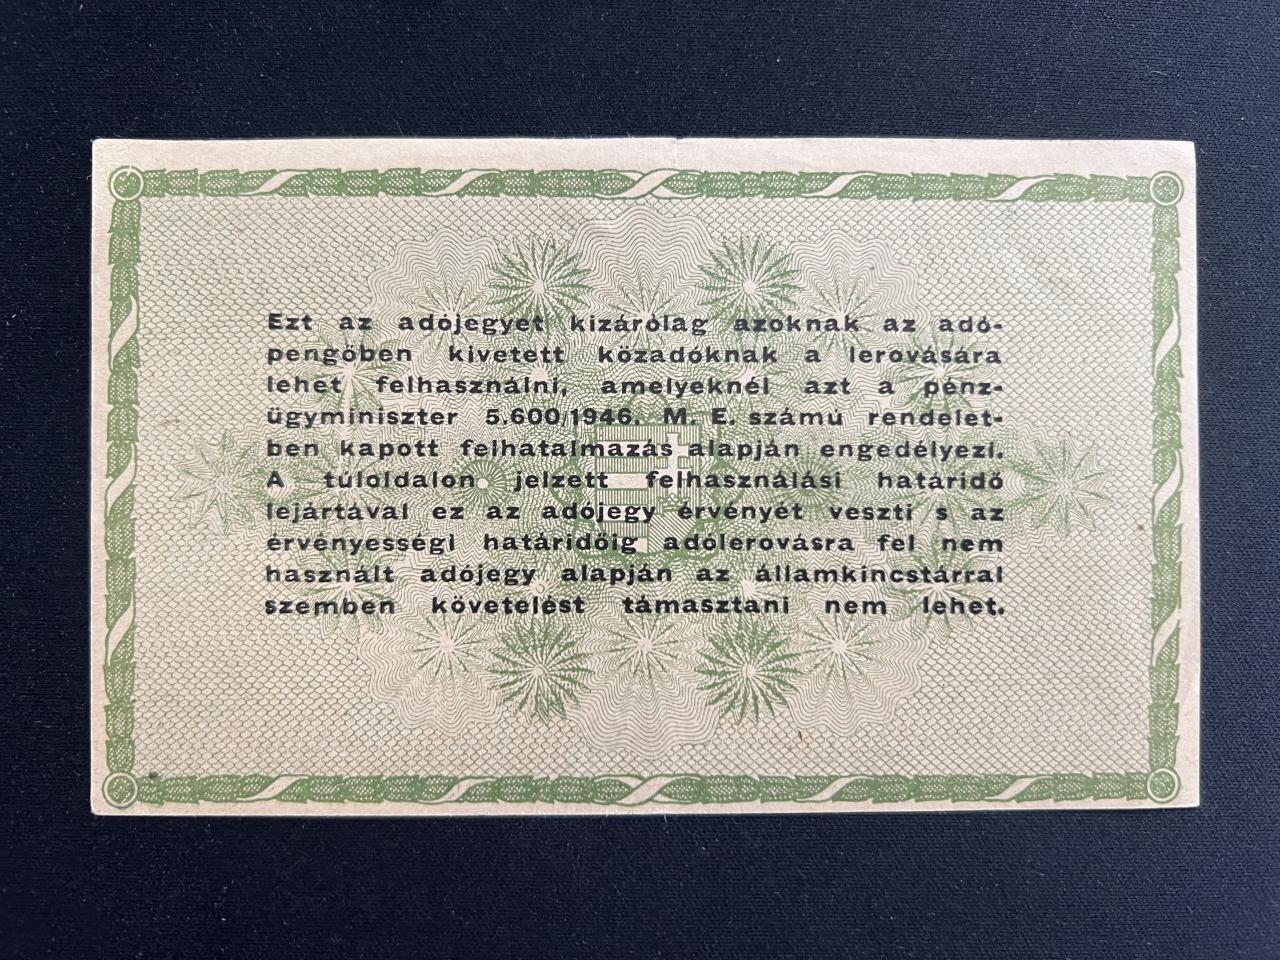 Ezt az adójegyet kizárólag azoknak az adó-
pengőben kivetett közadóknak a lerovására
lehet felhasználni, amelyeknél azt a pénz-
ügyminiszter 5.600/1946. M. E. számú rendelet-
ben kapott felhatalmazás alapján engedélyezi.
A túloldalon jelzett felhasználási határidő
lejártával ez az adójegy érvényét veszti s az
érvényességi határidőig adólerovásra fel nem
használt adójegy alapján az államkincstárral
szemben követelést támasztani nem lehet.